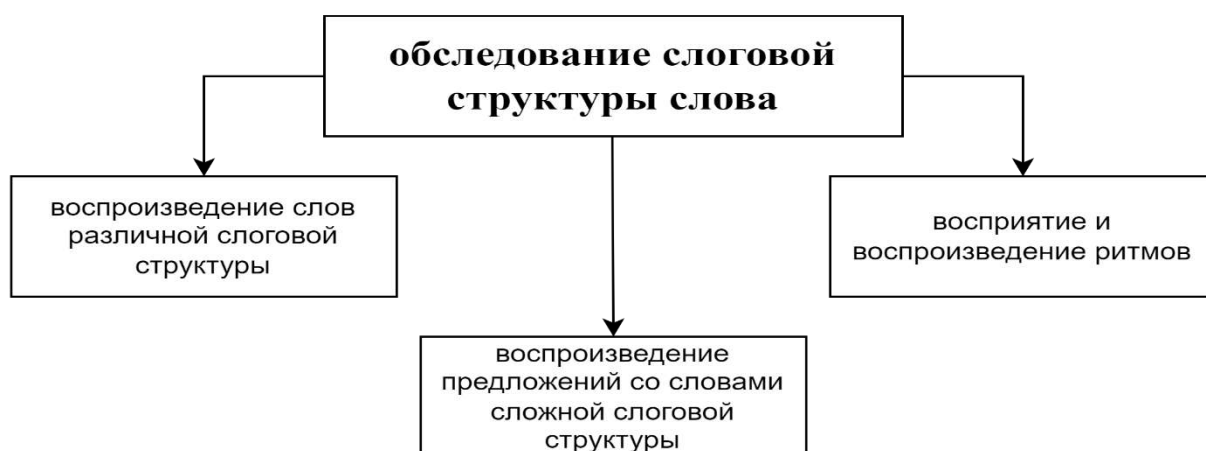 обследование слоговой
структуры слова
воспроизведение слов
различной слоговой
структуры
восприятие и
воспроизведение ритмов
воспроизведение
предложений со словами
сложной слоговой
структуры